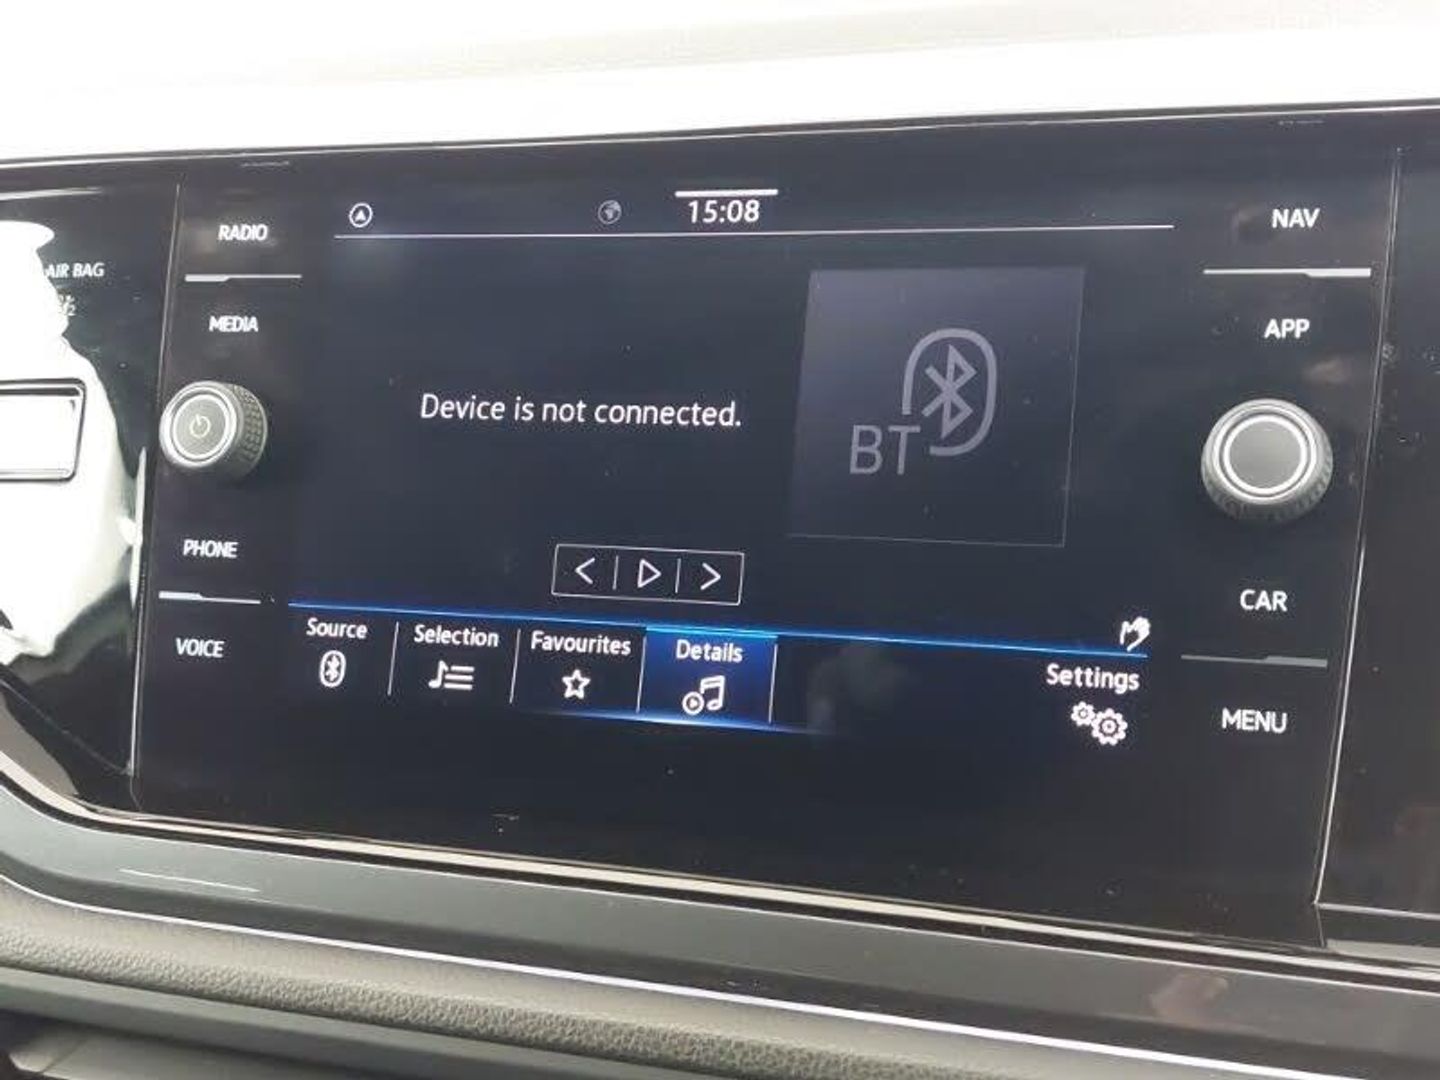 15:08
RADIO
NAV
AIR BAG
MEDIA
APP
Device is not connected.
BT
PHONE
CAR
VOICE
Source
Selection
Favourites
Details
Settings
MENU